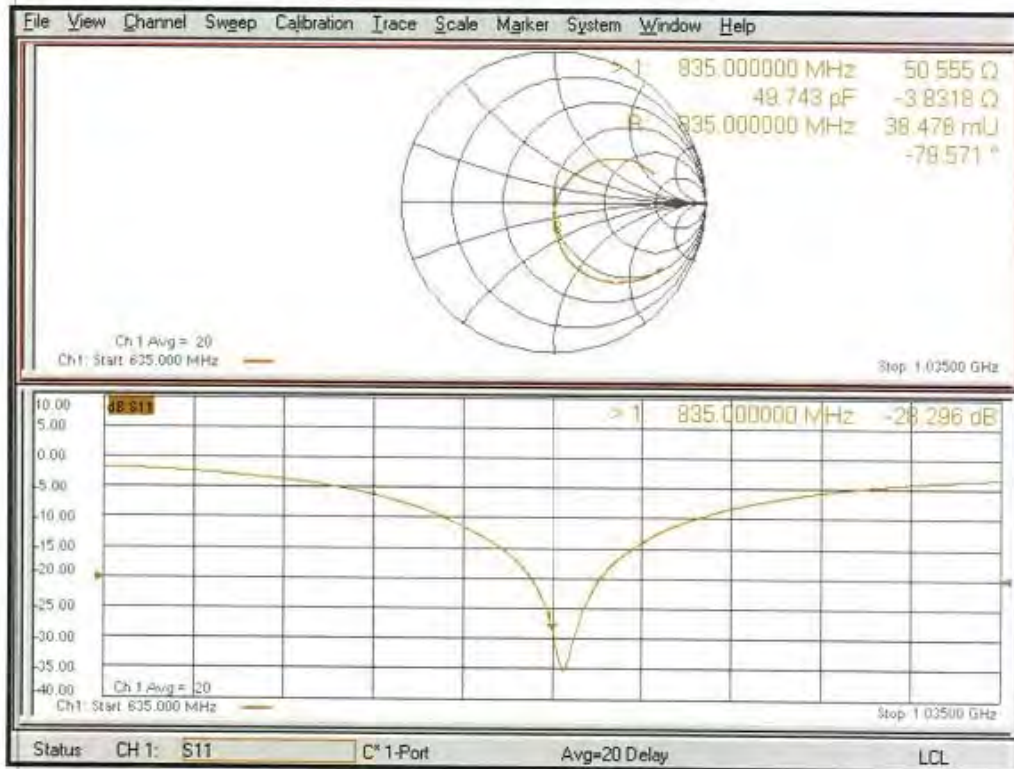 File View Channel Sweep Calibration Trace Scale Marker System Window Help
> 1: 835.000000 MHz 50.555 Ω
49.743 pF -3.8318 Ω
R: 835.000000 MHz 38.478 mU
-78.571 °
Ch 1 Avg = 20
Ch1: Start 635.000 MHz
Stop 1.03500 GHz
10.00 dB S11
> 1: 835.000000 MHz -28.296 dB
5.00
0.00
-5.00
-10.00
-15.00
-20.00
-25.00
-30.00
-35.00
-40.00
Ch 1 Avg = 20
Ch1: Start 635.000 MHz
Stop 1.03500 GHz
Status CH 1: S11 C* 1-Port Avg=20 Delay LCL